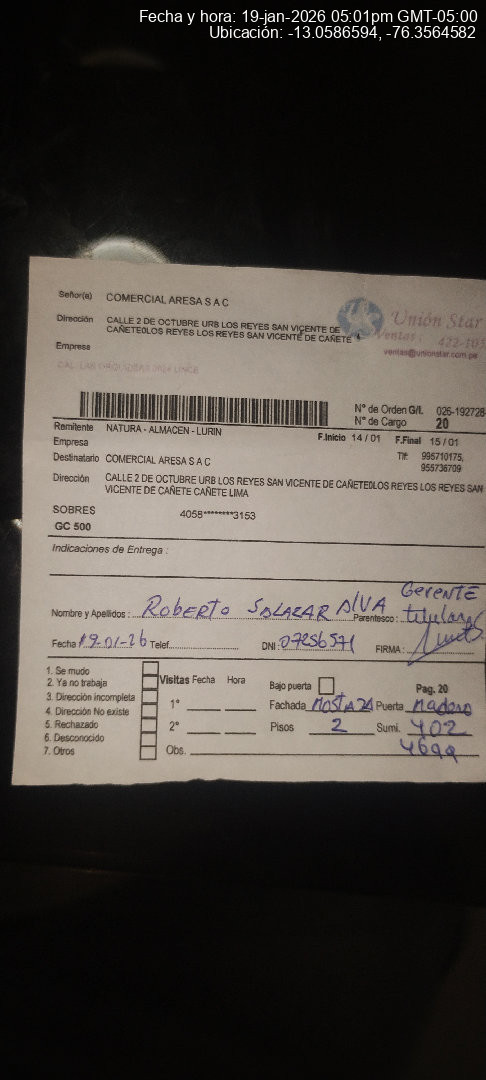 Fecha y hora: 19-jan-2026 05:01pm GMT-05:00
Ubicación: -13.0586594, -76.3564582
Señor(a) COMERCIAL ARESA S A C
Dirección CALLE 2 DE OCTUBRE URB LOS REYES SAN VICENTE DE
CAÑETEDLOS REYES LOS REYES SAN VICENTE DE CAÑETE
Empresa
Unión Star
Ventas: 422-103
ventas@unionstar.com.pe
N° de Orden G/I. 026-192728
N° de Cargo 20
Remitente NATURA - ALMACEN - LURIN
F.Inicio 14 / 01 F.Final 15 / 01
Empresa
Tlf: 996710175,
955736709
Destinatario COMERCIAL ARESA S A C
Dirección CALLE 2 DE OCTUBRE URB LOS REYES SAN VICENTE DE CAÑETEDLOS REYES LOS REYES SAN
VICENTE DE CAÑETE CAÑETE LIMA
SOBRES 4058********3153
GC 500
Indicaciones de Entrega :
Nombre y Apellidos : ROBERTO SALAZAR Parentesco : Gerente
titular
Fecha 19-01-26 Telef. DNI : 07256571 FIRMA :
1. Se mudo
2. Ya no trabaja
3. Dirección incompleta
4. Dirección No existe
5. Rechazado
6. Desconocido
7. Otros
Visitas Fecha Hora
1°
2°
Obs.
Bajo puerta Pag. 20
Fachada Puerta madera
Pisos 2 Sumi. 402